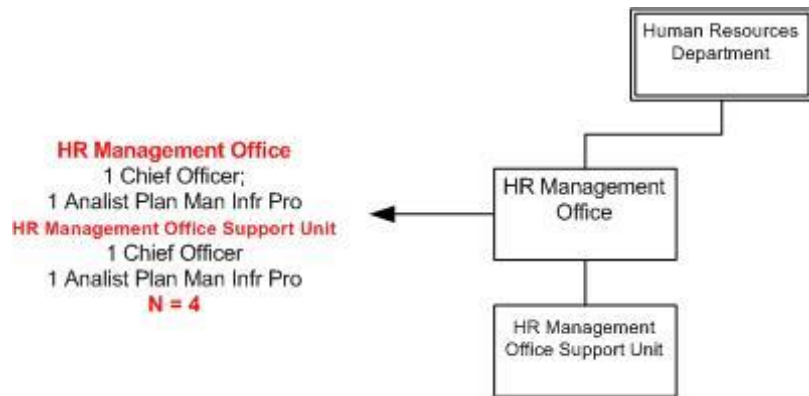 Human Resources
Department
HR Management Office
1 Chief Officer;
1 Analist Plan Man Infr Pro
HR Management Office Support Unit
1 Chief Officer
1 Analist Plan Man Infr Pro
N = 4
HR Management
Office
HR Management
Office Support Unit